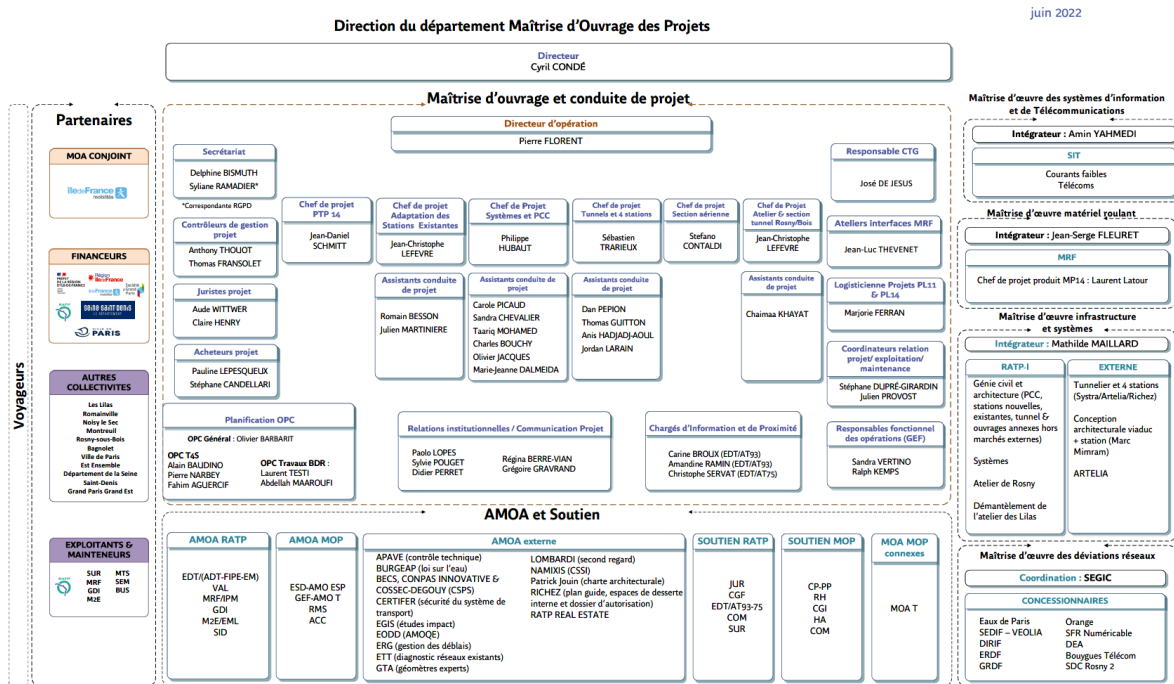 juin 2022
Direction du département Maîtrise d'Ouvrage des Projets
Directeur
Cyril CONDÉ
Voyageurs
Partenaires
MOA CONJOINT
îledeFrance
mobilités
FINANCEURS
Région
îledeFrance
îledeFrance
SEINE SAINT DENIS
LE DÉPARTEMENT
PARIS
AUTRES
COLLECTIVITES
Les Lilas
Romainville
Noisy le Sec
Montreuil
Rosny-sous-Bois
Bagnolet
Ville de Paris
Est Ensemble
Département de la Seine
Saint-Denis
Grand Paris Grand Est
EXPLOITANTS &
MAINTENEURS
SUR MTS
MRF SEM
GDI BUS
M2E
Maîtrise d'ouvrage et conduite de projet
Directeur d'opération
Pierre FLORENT
Secrétariat
Delphine BISMUTH
Syliane RAMADIER*
*Correspondante RGPD
Contrôleurs de gestion
projet
Anthony THOUOT
Thomas FRANSOLET
Juristes projet
Aude WITTWER
Claire HENRY
Acheteurs projet
Pauline LEPESQUEUX
Stéphane CANDELLARI
Chef de projet
PTP 14
Jean-Daniel
SCHMITT
Chef de projet
Adaptation des
Stations Existantes
Jean-Christophe
LEFEVRE
Chef de Projet
Systèmes et PCC
Philippe
HUBAUT
Chef de projet
Tunnels et 4 stations
Sébastien
TRARIEUX
Chef de projet
Section aérienne
Stefano
CONTALDI
Chef de Projet
Atelier & section
tunnel Rosny/Bois
Jean-Christophe
LEFEVRE
Assistants conduite
de projet
Romain BESSON
Julien MARTINIERE
Assistants conduite de
projet
Carole PICAUD
Sandra CHEVALIER
Taariq MOHAMED
Charles BOUCHY
Olivier JACQUES
Marie-Jeanne DALMEIDA
Assistants conduite
de projet
Dan PEPION
Thomas GUITTON
Anis HADJADJ-AOUL
Jordan LARAIN
Assistants conduite
de projet
Chaimaa KHAYAT
Responsable CTG
José DE JESUS
Ateliers interfaces MRF
Jean-Luc THEVENET
Logisticienne Projets PL11
& PL14
Marjorie FERRAN
Coordinateurs relation
projet/ exploitation/
maintenance
Stéphane DUPRÉ-GIRARDIN
Julien PROVOST
Responsables fonctionnel
des opérations (GEF)
Sandra VERTINO
Ralph KEMPS
Planification OPC
OPC Général : Olivier BARBARIT
OPC T4S
Alain BAUDINO
Pierre NARBEY
Fahim AGUERCIF
OPC Travaux BDR :
Laurent TESTI
Abdellah MAAROUFI
Relations institutionnelles / Communication Projet
Paolo LOPES
Sylvie POUGET
Didier PERRET
Régina BERRE-VIAN
Grégoire GRAVRAND
Chargés d'Information et de Proximité
Carine BROUX (EDT/AT93)
Amandine RAMIN (EDT/AT93)
Christophe SERVAT (EDT/AT75)
AMOA et Soutien
AMOA RATP
EDT/(ADT-FIPE-EM)
VAL
MRF/IPM
GDI
M2E/EML
SID
AMOA MOP
ESD-AMO ESP
GEF-AMO T
RMS
ACC
AMOA externe
APAVE (contrôle technique)
BURGEAP (loi sur l'eau)
BECS, CONPAS INNOVATIVE &
COSSEC-DEGOUY (CSPS)
CERTIFER (sécurité du système de
transport)
EGIS (études impact)
EODD (AMOQE)
ERG (gestion des déblais)
ETT (diagnostic réseaux existants)
GTA (géomètres experts)
LOMBARDI (second regard)
NAMIXIS (CSSI)
Patrick Jouin (charte architecturale)
RICHEZ (plan guide, espaces de desserte
interne et dossier d'autorisation)
RATP REAL ESTATE
SOUTIEN RATP
JUR
CGF
EDT/AT93-75
COM
SUR
SOUTIEN MOP
CP-PP
RH
CGI
HA
COM
MOA MOP
connexes
MOA T
Maîtrise d'œuvre des systèmes d'information
et de Télécommunications
Intégrateur : Amin YAHMEDI
SIT
Courants faibles
Télécoms
Maîtrise d'œuvre matériel roulant
Intégrateur : Jean-Serge FLEURET
MRF
Chef de projet produit MP14 : Laurent Latour
Maîtrise d'œuvre infrastructure
et systèmes
Intégrateur : Mathilde MAILLARD
RATP-I
Génie civil et
architecture (PCC,
stations nouvelles,
existantes, tunnel &
ouvrages annexes hors
marchés externes)
Systèmes
Atelier de Rosny
Démantèlement de
l'atelier des Lilas
EXTERNE
Tunnelier et 4 stations
(Systra/Artelia/Richez)
Conception
architecturale viaduc
+ station (Marc
Mimram)
ARTELIA
Maîtrise d'œuvre des déviations réseaux
Coordination : SEGIC
CONCESSIONNAIRES
Eaux de Paris
SEDIF – VEOLIA
DIRIF
ERDF
GRDF
Orange
SFR Numéricable
DEA
Bouygues Télécom
SDC Rosny 2